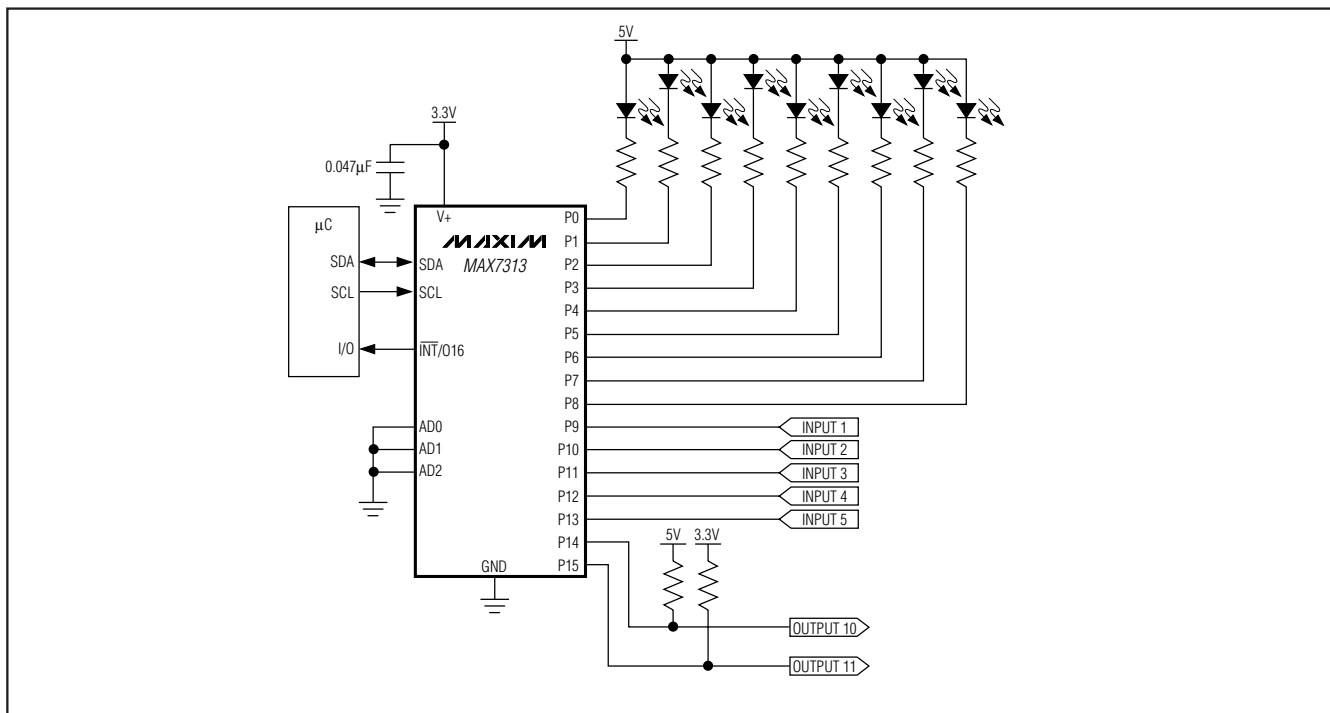 5V
3.3V
0.047µF
V+
µC
MAXIM
MAX7313
SDA
SDA
SCL
SCL
I/O
INT/O16
AD0
AD1
AD2
GND
P0
P1
P2
P3
P4
P5
P6
P7
P8
P9
INPUT 1
P10
INPUT 2
P11
INPUT 3
P12
INPUT 4
P13
INPUT 5
P14
P15
5V
3.3V
OUTPUT 10
OUTPUT 11